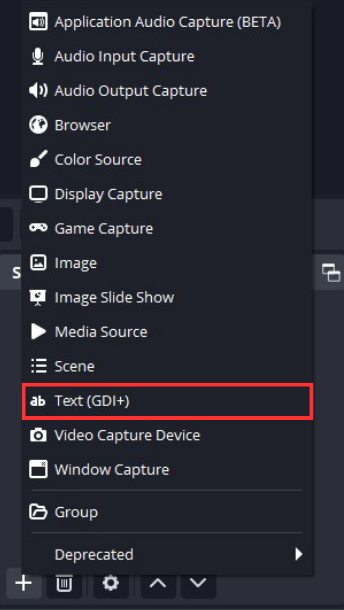 Application Audio Capture (BETA)
Audio Input Capture
Audio Output Capture
Browser
Color Source
Display Capture
Game Capture
Image
S
Image Slide Show
Media Source
Scene
ab Text (GDI+)
Video Capture Device
Window Capture
Group
Deprecated